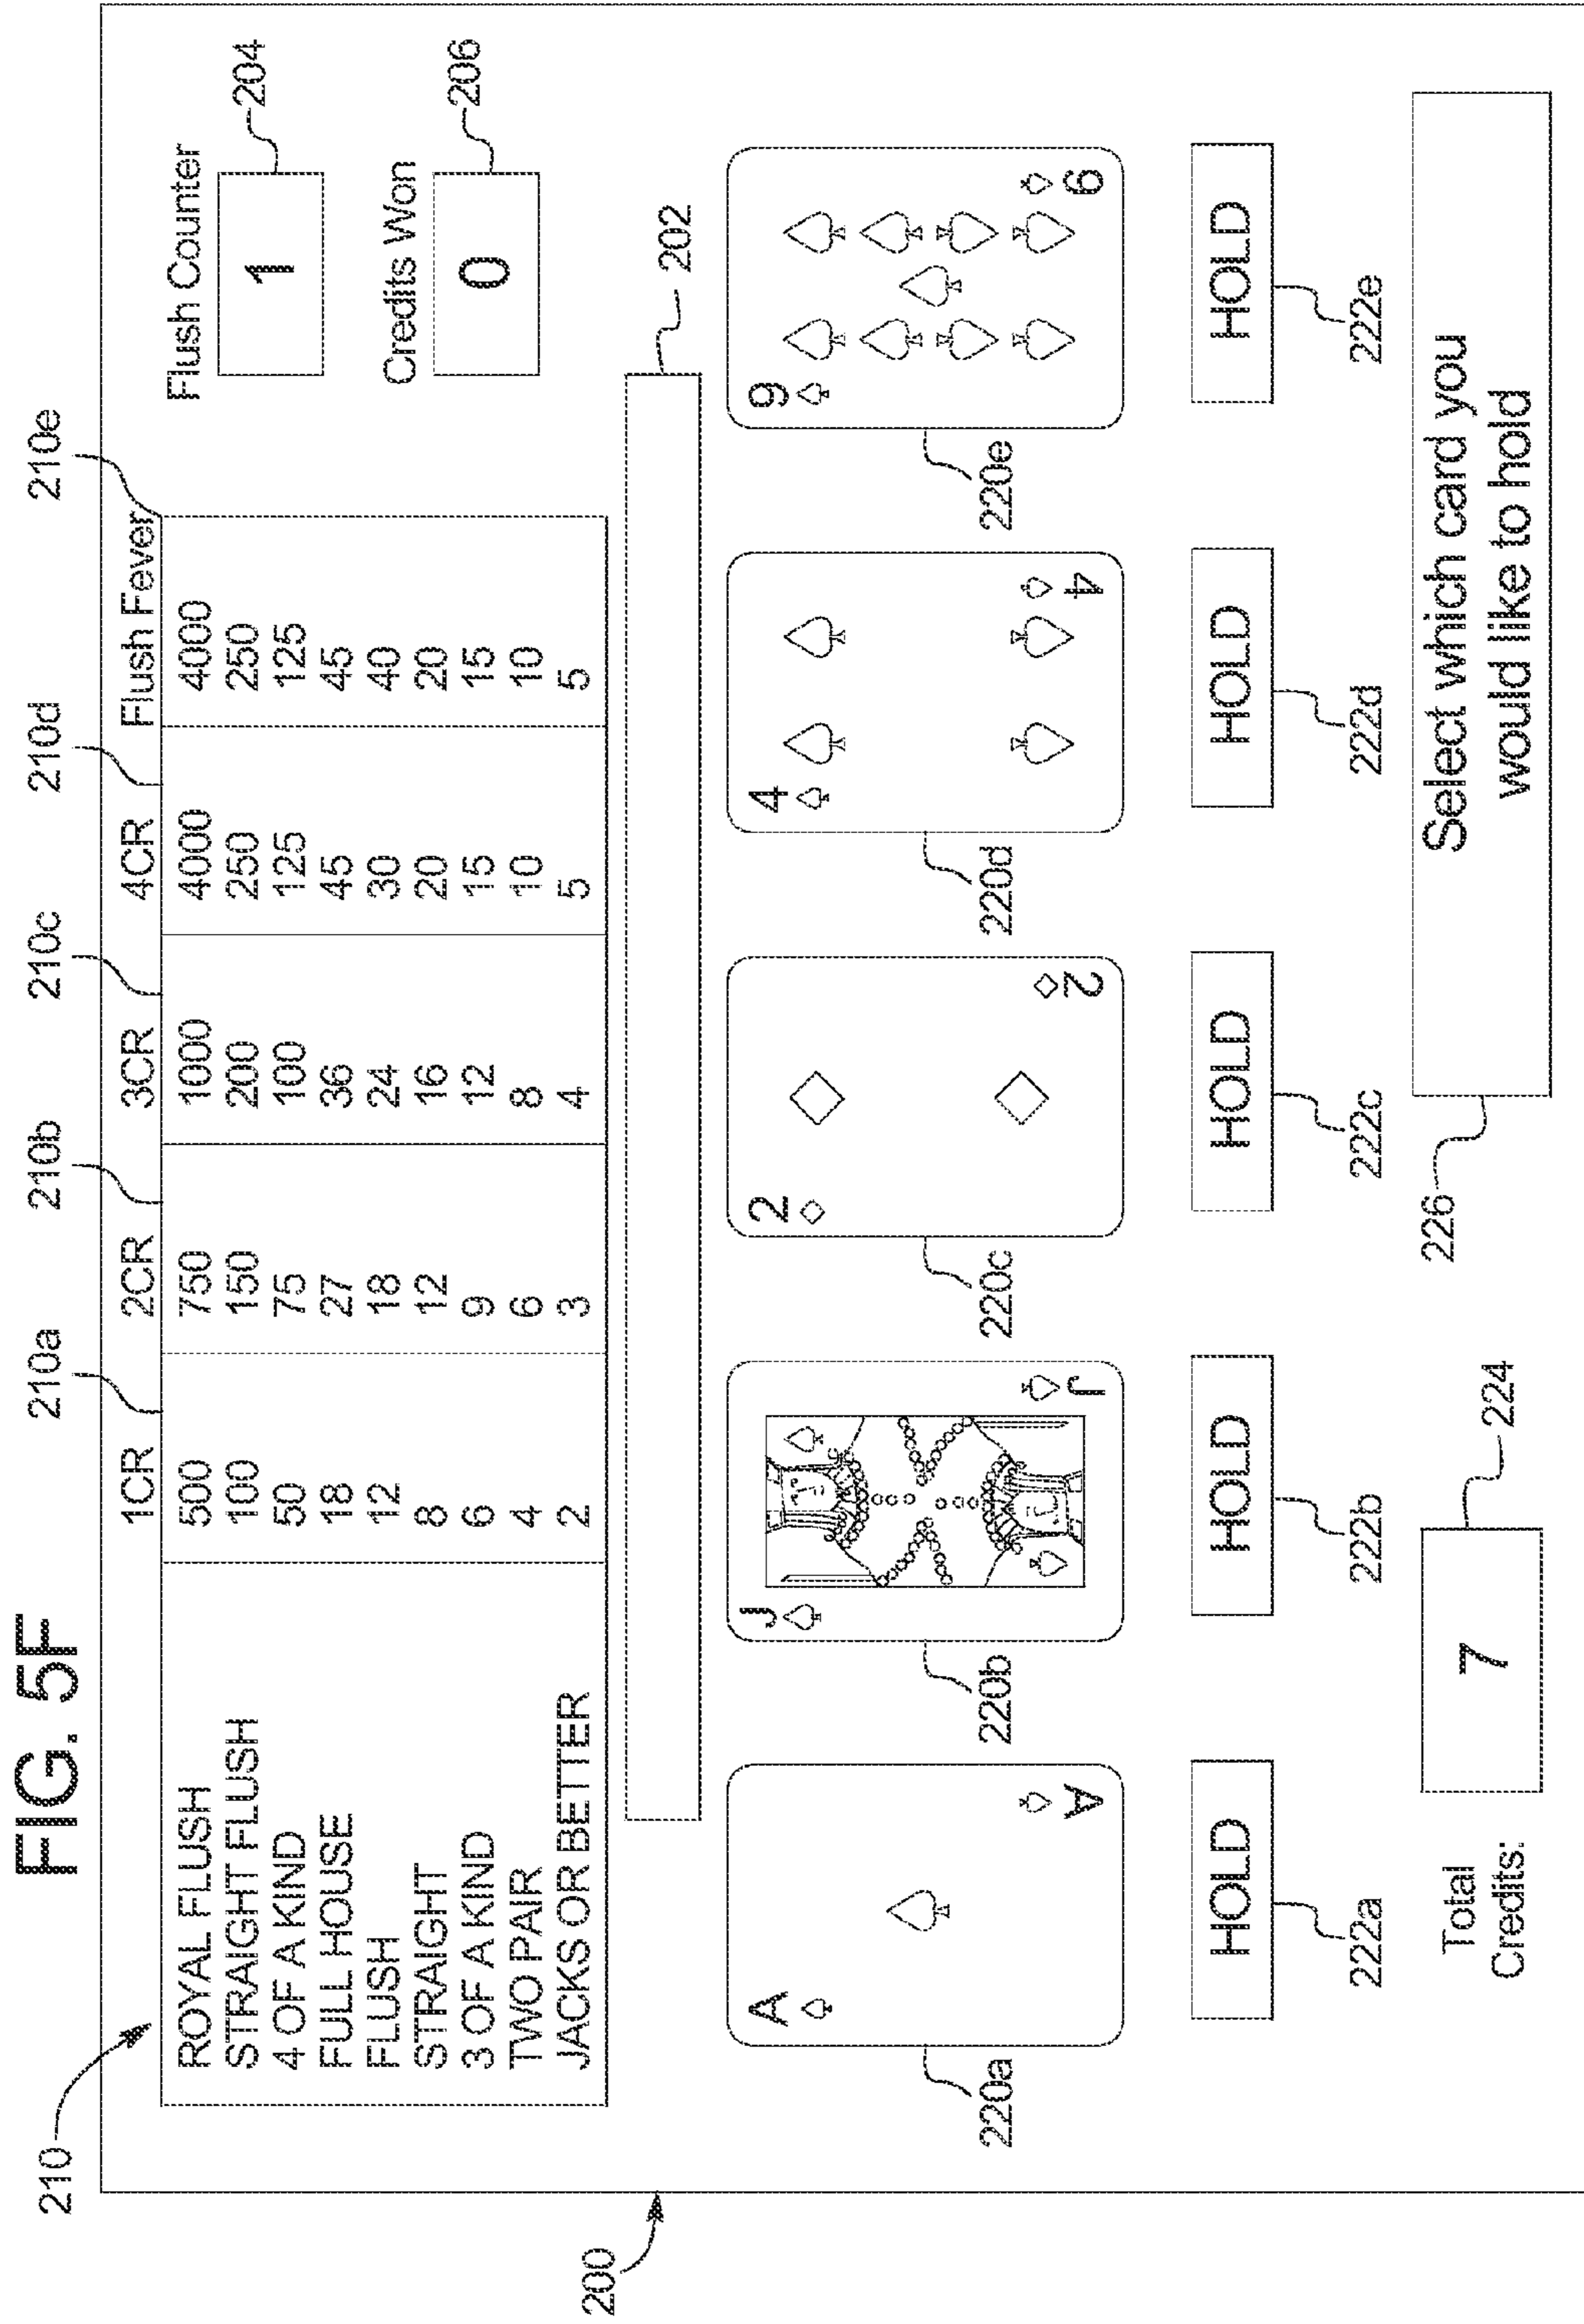 FIG. 5F
210
210a
210b
210c
210d
210e
1CR 2CR 3CR 4CR Flush Fever
ROYAL FLUSH 500 750 1000 4000 4000
STRAIGHT FLUSH 100 150 200 250 250
4 OF A KIND 50 75 100 125 125
FULL HOUSE 18 27 36 45 45
FLUSH 12 18 24 30 40
STRAIGHT 8 12 16 20 20
3 OF A KIND 6 9 12 15 15
TWO PAIR 4 6 8 10 10
JACKS OR BETTER 2 3 4 5 5
Flush Counter
1
204
Credits Won
0
206
200
202
A
A
J
J
2
2
4
4
9
9
220a
220b
220c
220d
220e
HOLD HOLD HOLD HOLD HOLD
222a
222b
222c
222d
222e
Total
Credits:
7
224
226
Select which card you
would like to hold